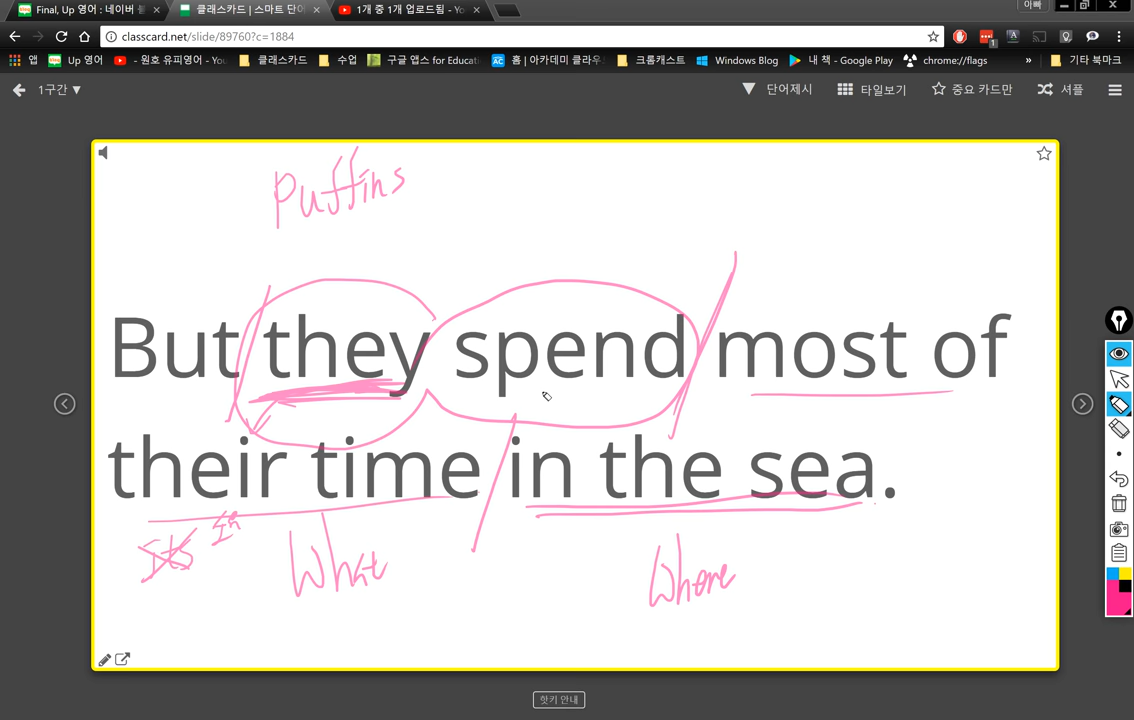 Final, Up 영어 : 네이버 블
클래스카드 | 스마트 단어
1개 중 1개 업로드됨 - Yo
아빠
classcard.net/slide/89760?c=1884
앱
Up 영어
- 원호 유피영어 - You
클래스카드
수업
구글 앱스 for Educati
홈 | 아카데미 클라우
크롬캐스트
Windows Blog
내 책 - Google Play
chrome://flags
»
기타 북마크
1구간 ▼
단어제시
타일보기
중요 카드만
셔플
Puffins
But they spend most of
their time in the sea.
Its
What
Where
핫키 안내